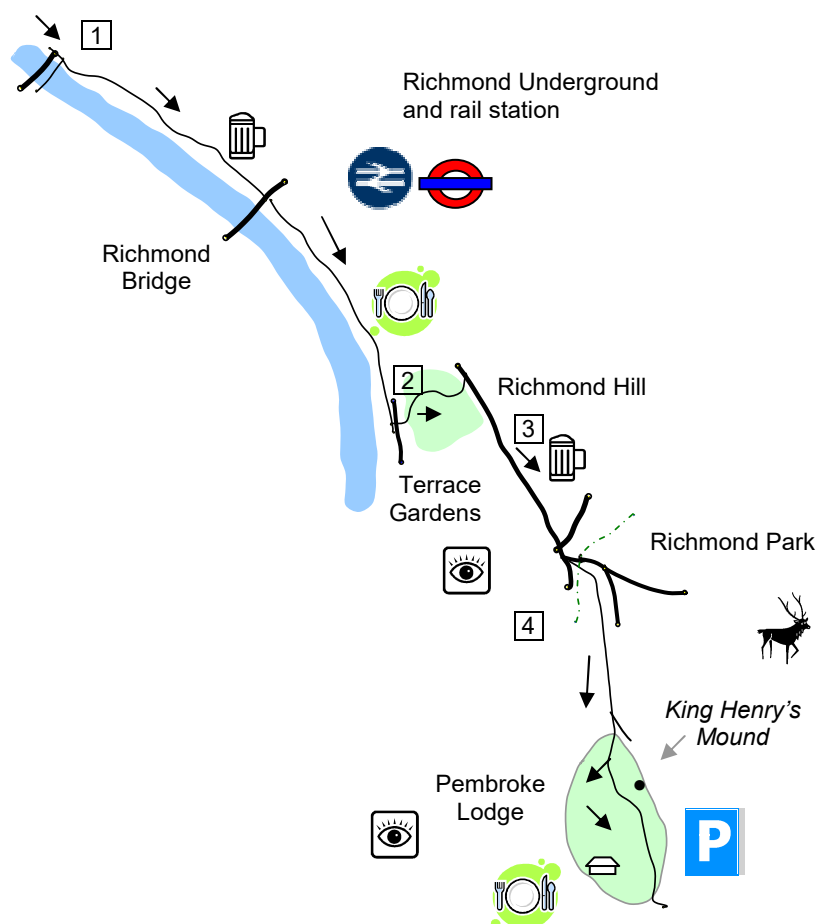 1
Richmond Underground
and rail station
Richmond
Bridge
2
Richmond Hill
3
Terrace
Gardens
Richmond Park
4
King Henry's
Mound
Pembroke
Lodge
P